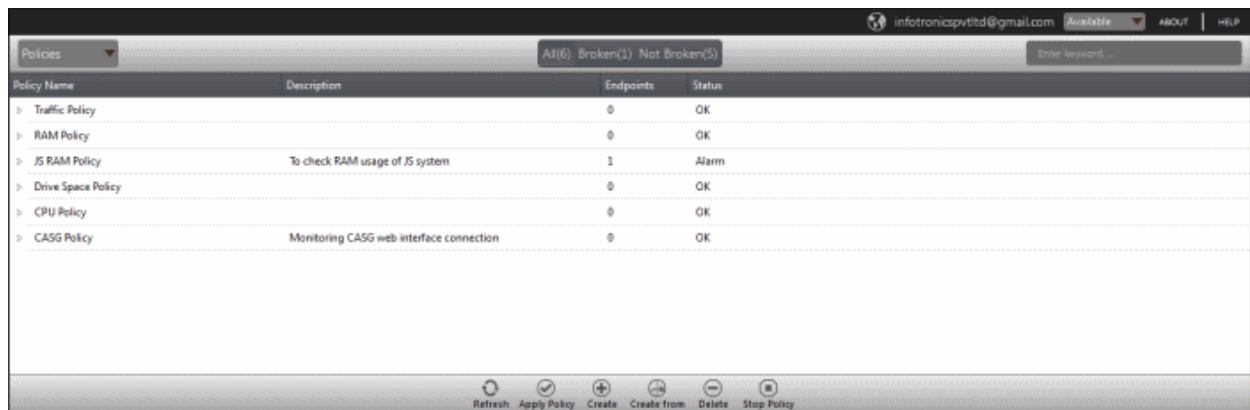 infotronicspvtltd@gmail.com Available ABOUT HELP
Policies All(6) Broken(1) Not Broken(5) Enter keyword...
Policy Name Description Endpoints Status
Traffic Policy 0 OK
RAM Policy 0 OK
JS RAM Policy To check RAM usage of JS system 1 Alarm
Drive Space Policy 0 OK
CPU Policy 0 OK
CASG Policy Monitoring CASG web interface connection 0 OK
Refresh Apply Policy Create Create from Delete Stop Policy